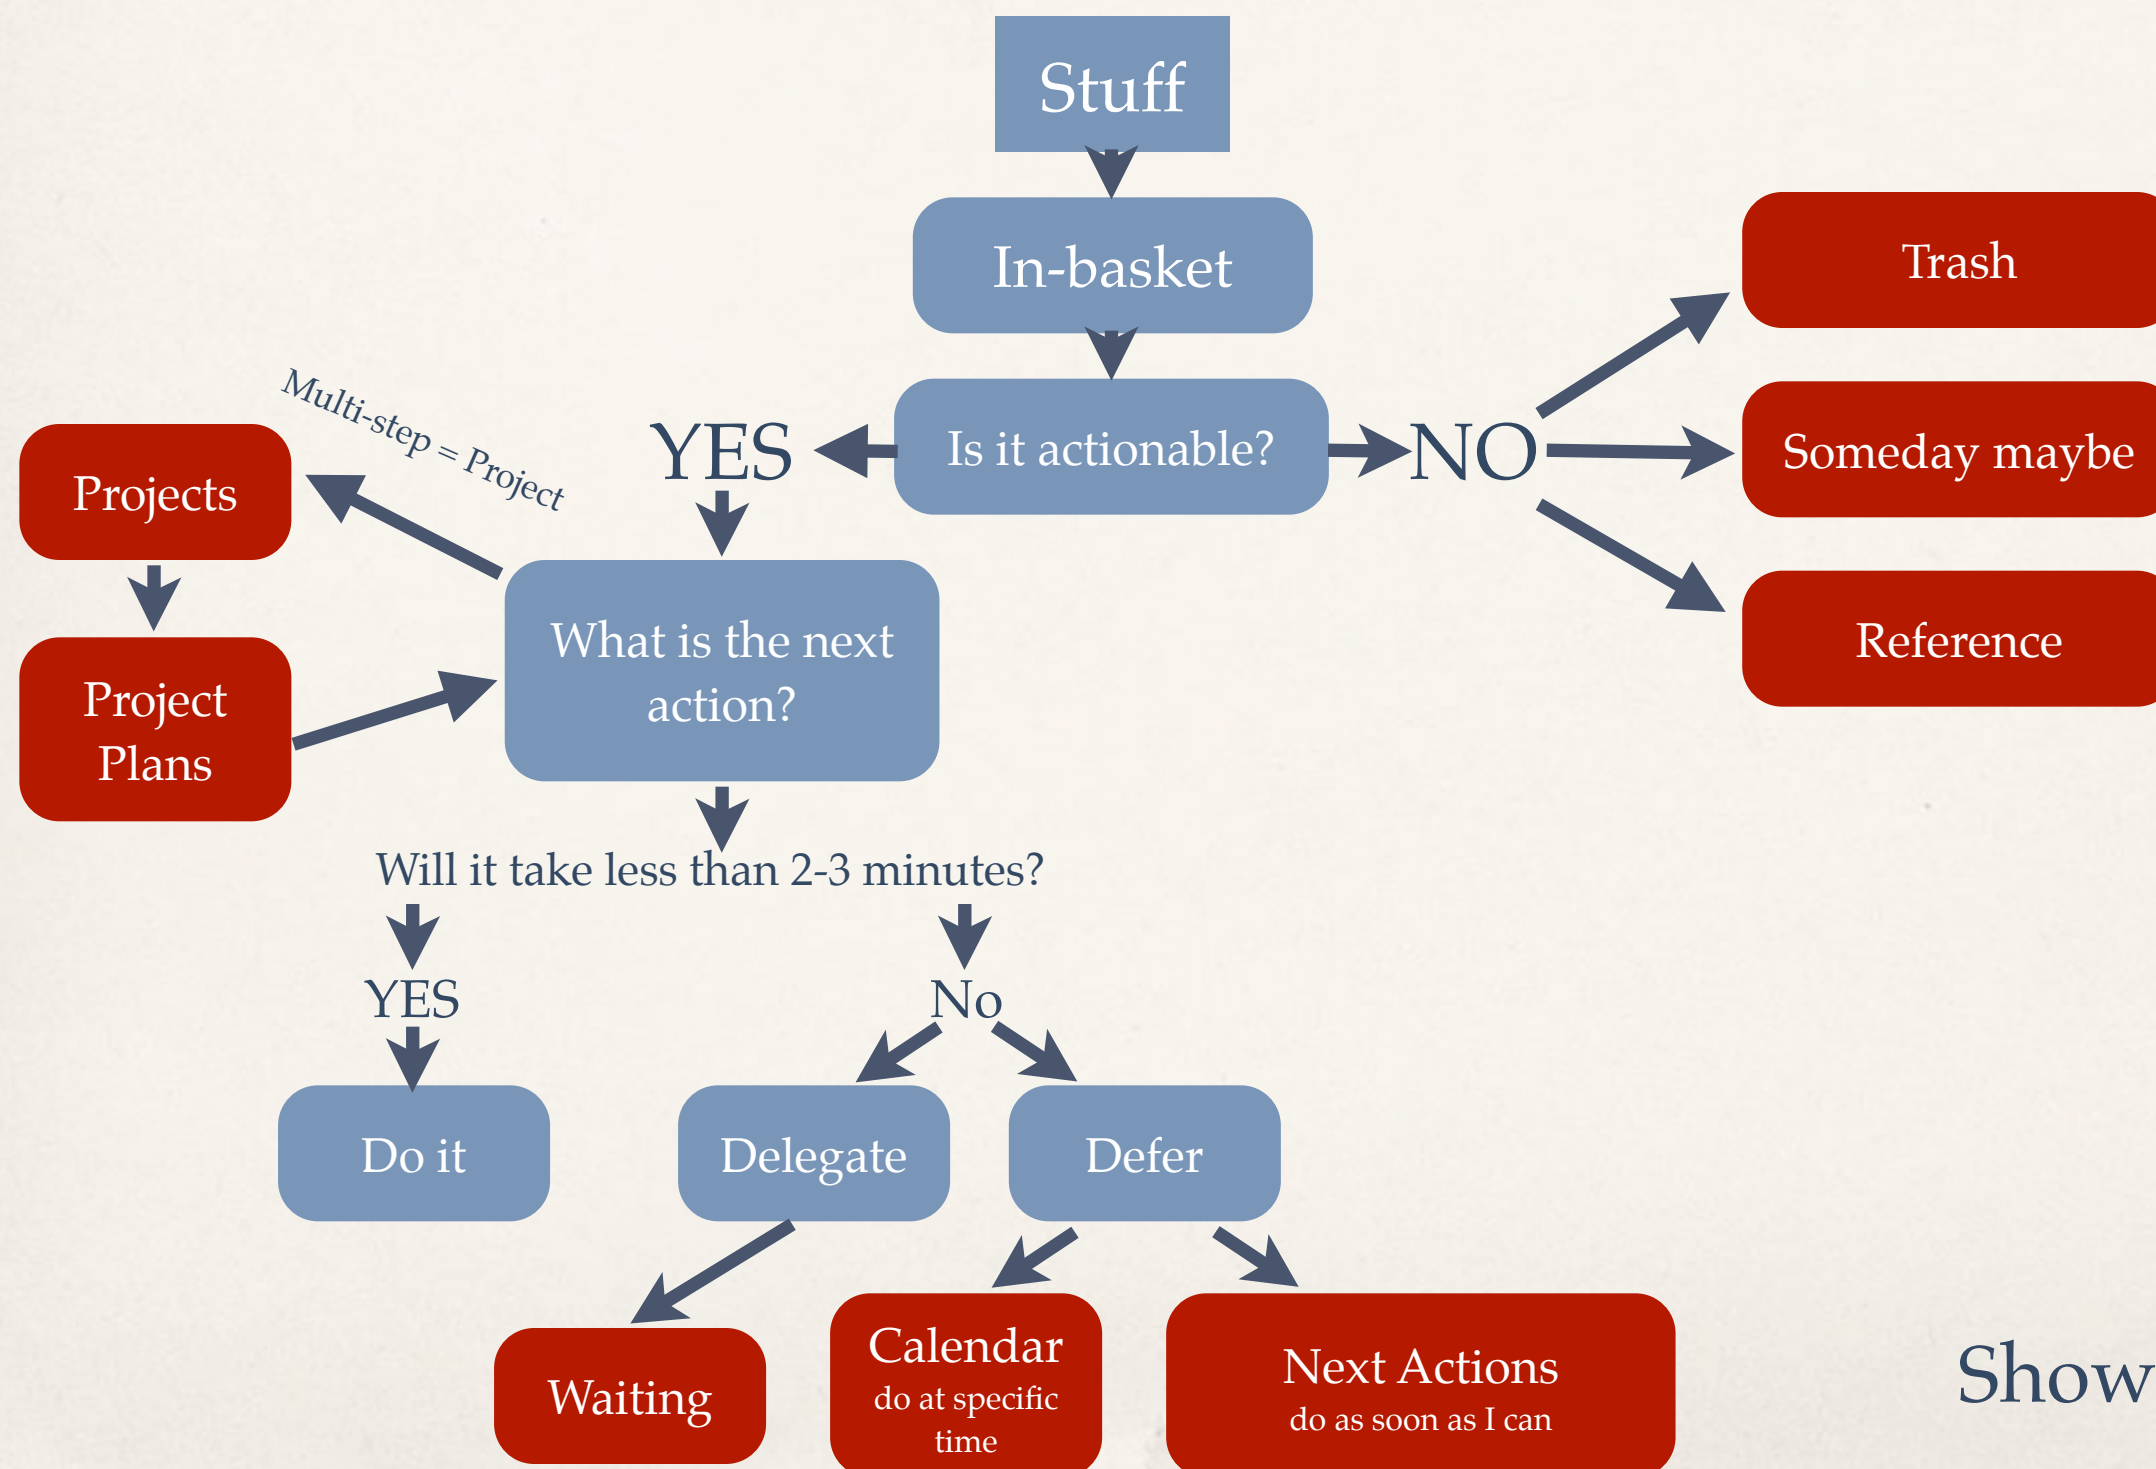 Stuff
In-basket
Trash
Is it actionable?
YES
NO
Someday maybe
Multi-step = Project
Projects
What is the next
action?
Reference
Project
Plans
Will it take less than 2-3 minutes?
YES
No
Do it
Delegate
Defer
Waiting
Calendar
do at specific
time
Next Actions
do as soon as I can
Show